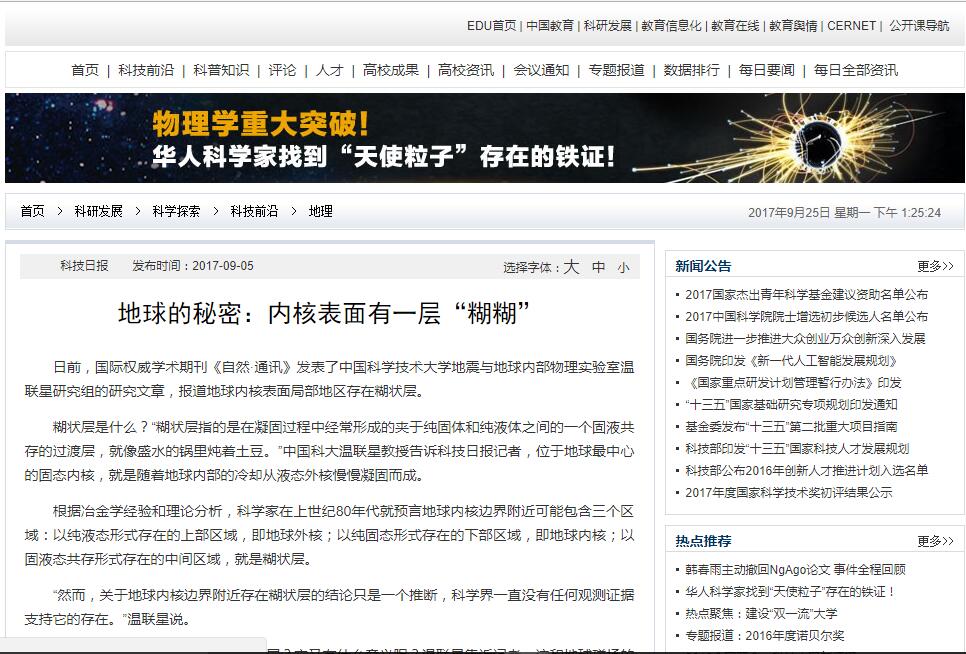 EDU首页 | 中国教育 | 科研发展 | 教育信息化 | 教育在线 | 教育舆情 | CERNET | 公开课导航
首页 | 科技前沿 | 科普知识 | 评论 | 人才 | 高校成果 | 高校资讯 | 会议通知 | 专题报道 | 数据排行 | 每日要闻 | 每日全部资讯
物理学重大突破！
华人科学家找到“天使粒子”存在的铁证！
首页 > 科研发展 > 科学探索 > 科技前沿 > 地理
2017年9月25日 星期一 下午 1:25:24
科技日报 发布时间：2017-09-05 选择字体：大 中 小
地球的秘密：内核表面有一层“糊糊”
日前，国际权威学术期刊《自然·通讯》发表了中国科学技术大学地震与地球内部物理实验室温
联星研究组的研究文章，报道地球内核表面局部地区存在糊状层。
糊状层是什么？“糊状层指的是在凝固过程中经常形成的夹于纯固体和纯液体之间的一个固液共
存的过渡层，就像盛水的锅里炖着土豆。”中国科大温联星教授告诉科技日报记者，位于地球最中心
的固态内核，就是随着地球内部的冷却从液态外核慢慢凝固而成。
根据冶金学经验和理论分析，科学家在上世纪80年代就预言地球内核边界附近可能包含三个区
域：以纯液态形式存在的上部区域，即地球外核；以纯固态形式存在的下部区域，即地球内核；以
固液态共存形式存在的中间区域，就是糊状层。
“然而，关于地球内核边界附近存在糊状层的结论只是一个推断，科学界一直没有任何观测证据
支持它的存在。”温联星说。
新闻公告 更多>>
2017国家杰出青年科学基金建议资助名单公布
2017中国科学院院士增选初步候选人名单公布
国务院进一步推进大众创业万众创新深入发展
国务院印发《新一代人工智能发展规划》
《国家重点研发计划管理暂行办法》印发
“十三五”国家基础研究专项规划印发通知
基金委发布“十三五”第二批重大项目指南
科技部印发“十三五”国家科技人才发展规划
科技部公布2016年创新人才推进计划入选名单
2017年度国家科学技术奖初评结果公示
热点推荐 更多>>
韩春雨主动撤回NgAgo论文 事件全程回顾
华人科学家找到“天使粒子”存在的铁证！
热点聚焦：建设“双一流”大学
专题报道：2016年度诺贝尔奖